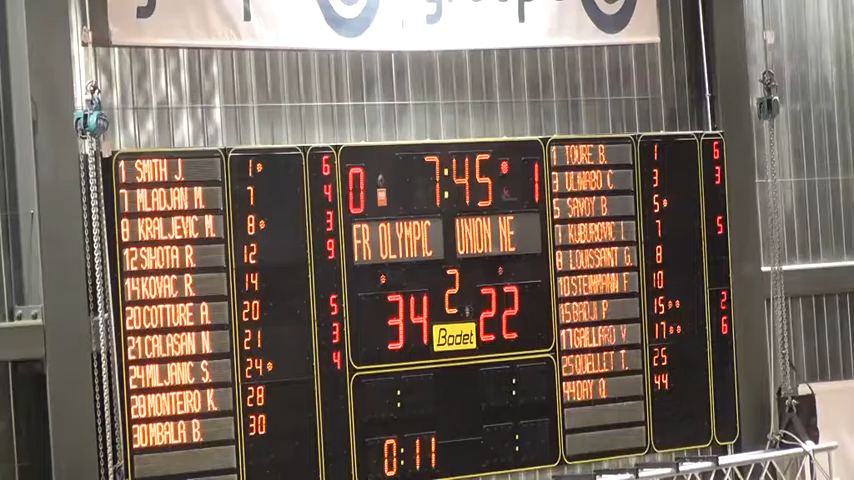 groupe
1 SMITH J. 1 6
7 MLADJAN M. 7 4
8 KRALJEVIC M. 8 3
12 SIHOTA R. 12 9
14 KOVAC R. 14
20 COTTURE A. 20 5
21 CALASAN N. 21 3
24 MILJANIC S. 24 4
28 MONTEIRO K. 28
30 MBALA B. 30
0 7:45 1
FR OLYMPIC UNION NE
2
34 22
Bodet
0:11
1 TOURE B. 1 6
3 3 3
5 SAVOY B 5
7 KUBUROVIC 7 5
8 LOUISSAINT G. 8
10 STEINMANN F 10
15 BADJI P 15 2
17 GAILLARD 17 6
25 QUELLET T. 25
44 DAY Q 44